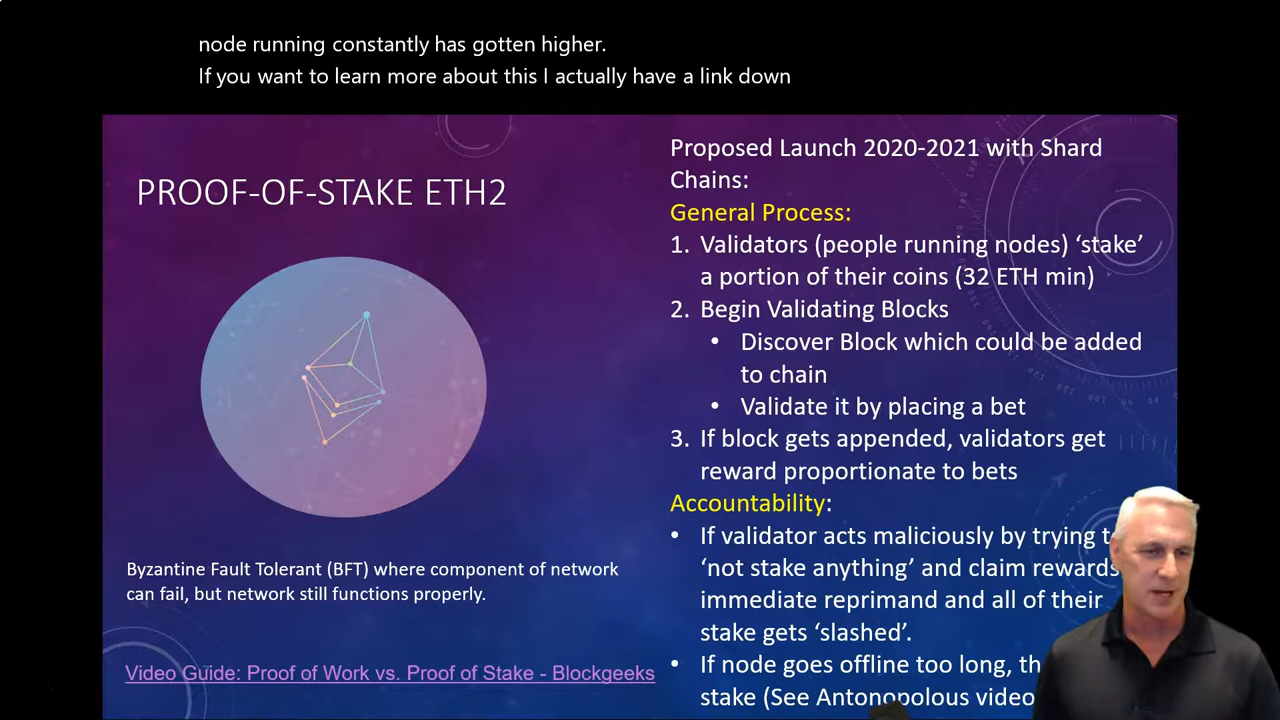 node running constantly has gotten higher.
If you want to learn more about this I actually have a link down
PROOF-OF-STAKE ETH2
Byzantine Fault Tolerant (BFT) where component of network
can fail, but network still functions properly.
Video Guide: Proof of Work vs. Proof of Stake - Blockgeeks
Proposed Launch 2020-2021 with Shard
Chains:
General Process:
1. Validators (people running nodes) ‘stake’
a portion of their coins (32 ETH min)
2. Begin Validating Blocks
• Discover Block which could be added
to chain
• Validate it by placing a bet
3. If block gets appended, validators get
reward proportionate to bets
Accountability:
• If validator acts maliciously by trying
‘not stake anything’ and claim rewards
immediate reprimand and all of their
stake gets ‘slashed’.
• If node goes offline too long,
stake (See Antonopolous video